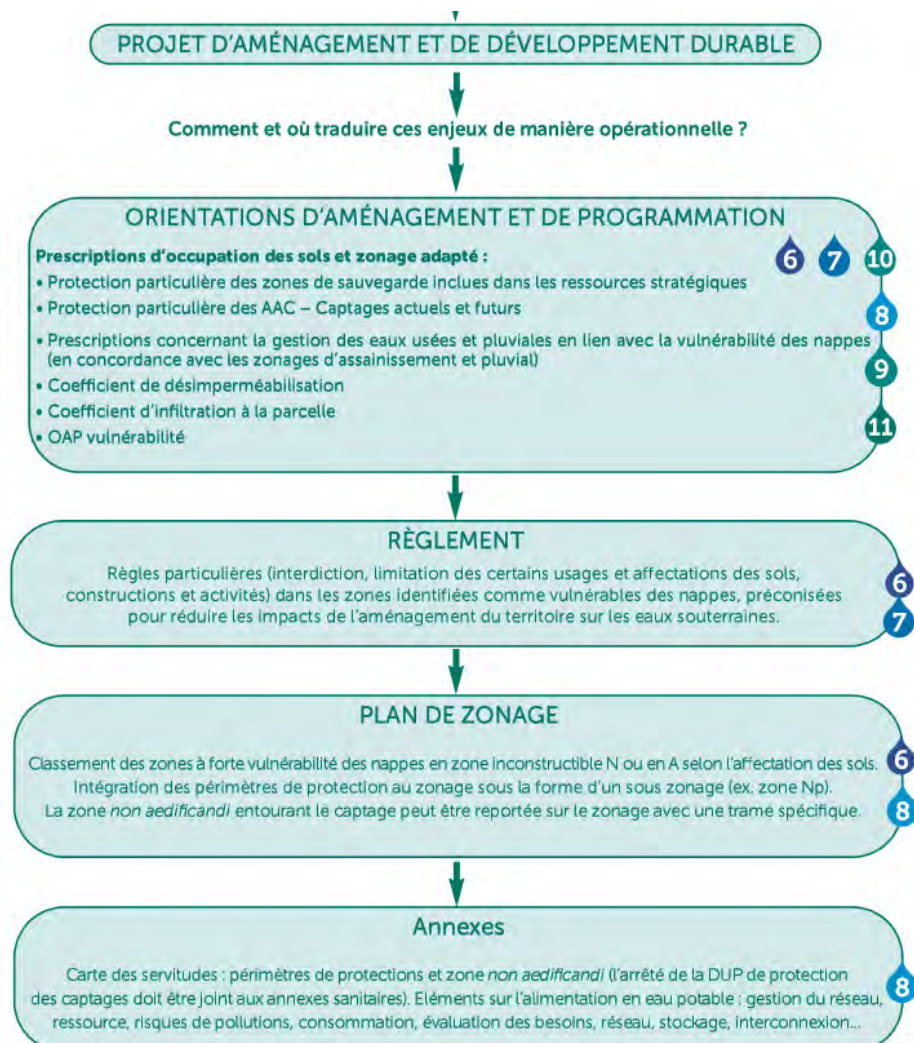 PROJET D'AMÉNAGEMENT ET DE DÉVELOPPEMENT DURABLE
Comment et où traduire ces enjeux de manière opérationnelle ?
ORIENTATIONS D'AMÉNAGEMENT ET DE PROGRAMMATION
Prescriptions d'occupation des sols et zonage adapté :
6 7 10
• Protection particulière des zones de sauvegarde inclues dans les ressources stratégiques
• Protection particulière des AAC – Captages actuels et futurs
8
• Prescriptions concernant la gestion des eaux usées et pluviales en lien avec la vulnérabilité des nappes
(en concordance avec les zonages d'assainissement et pluvial)
9
• Coefficient de désimperméabilisation
• Coefficient d'infiltration à la parcelle
11
• OAP vulnérabilité
RÈGLEMENT
Règles particulières (interdiction, limitation des certains usages et affectations des sols,
constructions et activités) dans les zones identifiées comme vulnérables des nappes, préconisées
pour réduire les impacts de l'aménagement du territoire sur les eaux souterraines.
6
7
PLAN DE ZONAGE
Classement des zones à forte vulnérabilité des nappes en zone inconstructible N ou en A selon l'affectation des sols.
Intégration des périmètres de protection au zonage sous la forme d'un sous zonage (ex. zone Np).
La zone non aedificandi entourant le captage peut être reportée sur le zonage avec une trame spécifique.
6
8
Annexes
Carte des servitudes : périmètres de protections et zone non aedificandi (l'arrêté de la DUP de protection
des captages doit être joint aux annexes sanitaires). Eléments sur l'alimentation en eau potable : gestion du réseau,
ressource, risques de pollutions, consommation, évaluation des besoins, réseau, stockage, interconnexion...
8